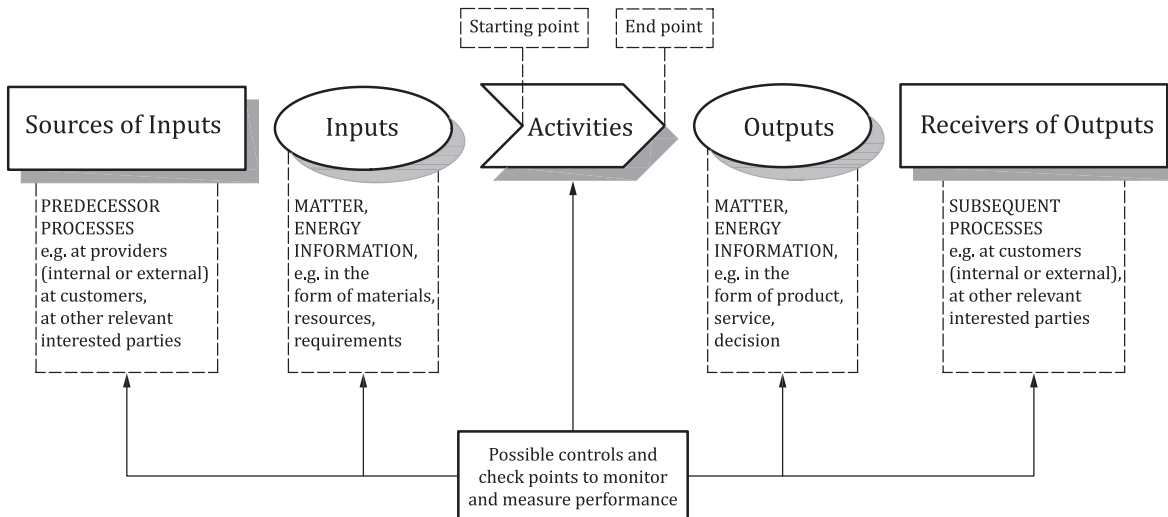 Starting point
End point
Sources of Inputs
Inputs
Activities
Outputs
Receivers of Outputs
PREDECESSOR
PROCESSES
e.g. at providers
(internal or external)
at customers,
at other relevant
interested parties
MATTER,
ENERGY
INFORMATION,
e.g. in the
form of materials,
resources,
requirements
MATTER,
ENERGY
INFORMATION,
e.g. in the
form of product,
service,
decision
SUBSEQUENT
PROCESSES
e.g. at customers
(internal or external),
at other relevant
interested parties
Possible controls and
check points to monitor
and measure performance